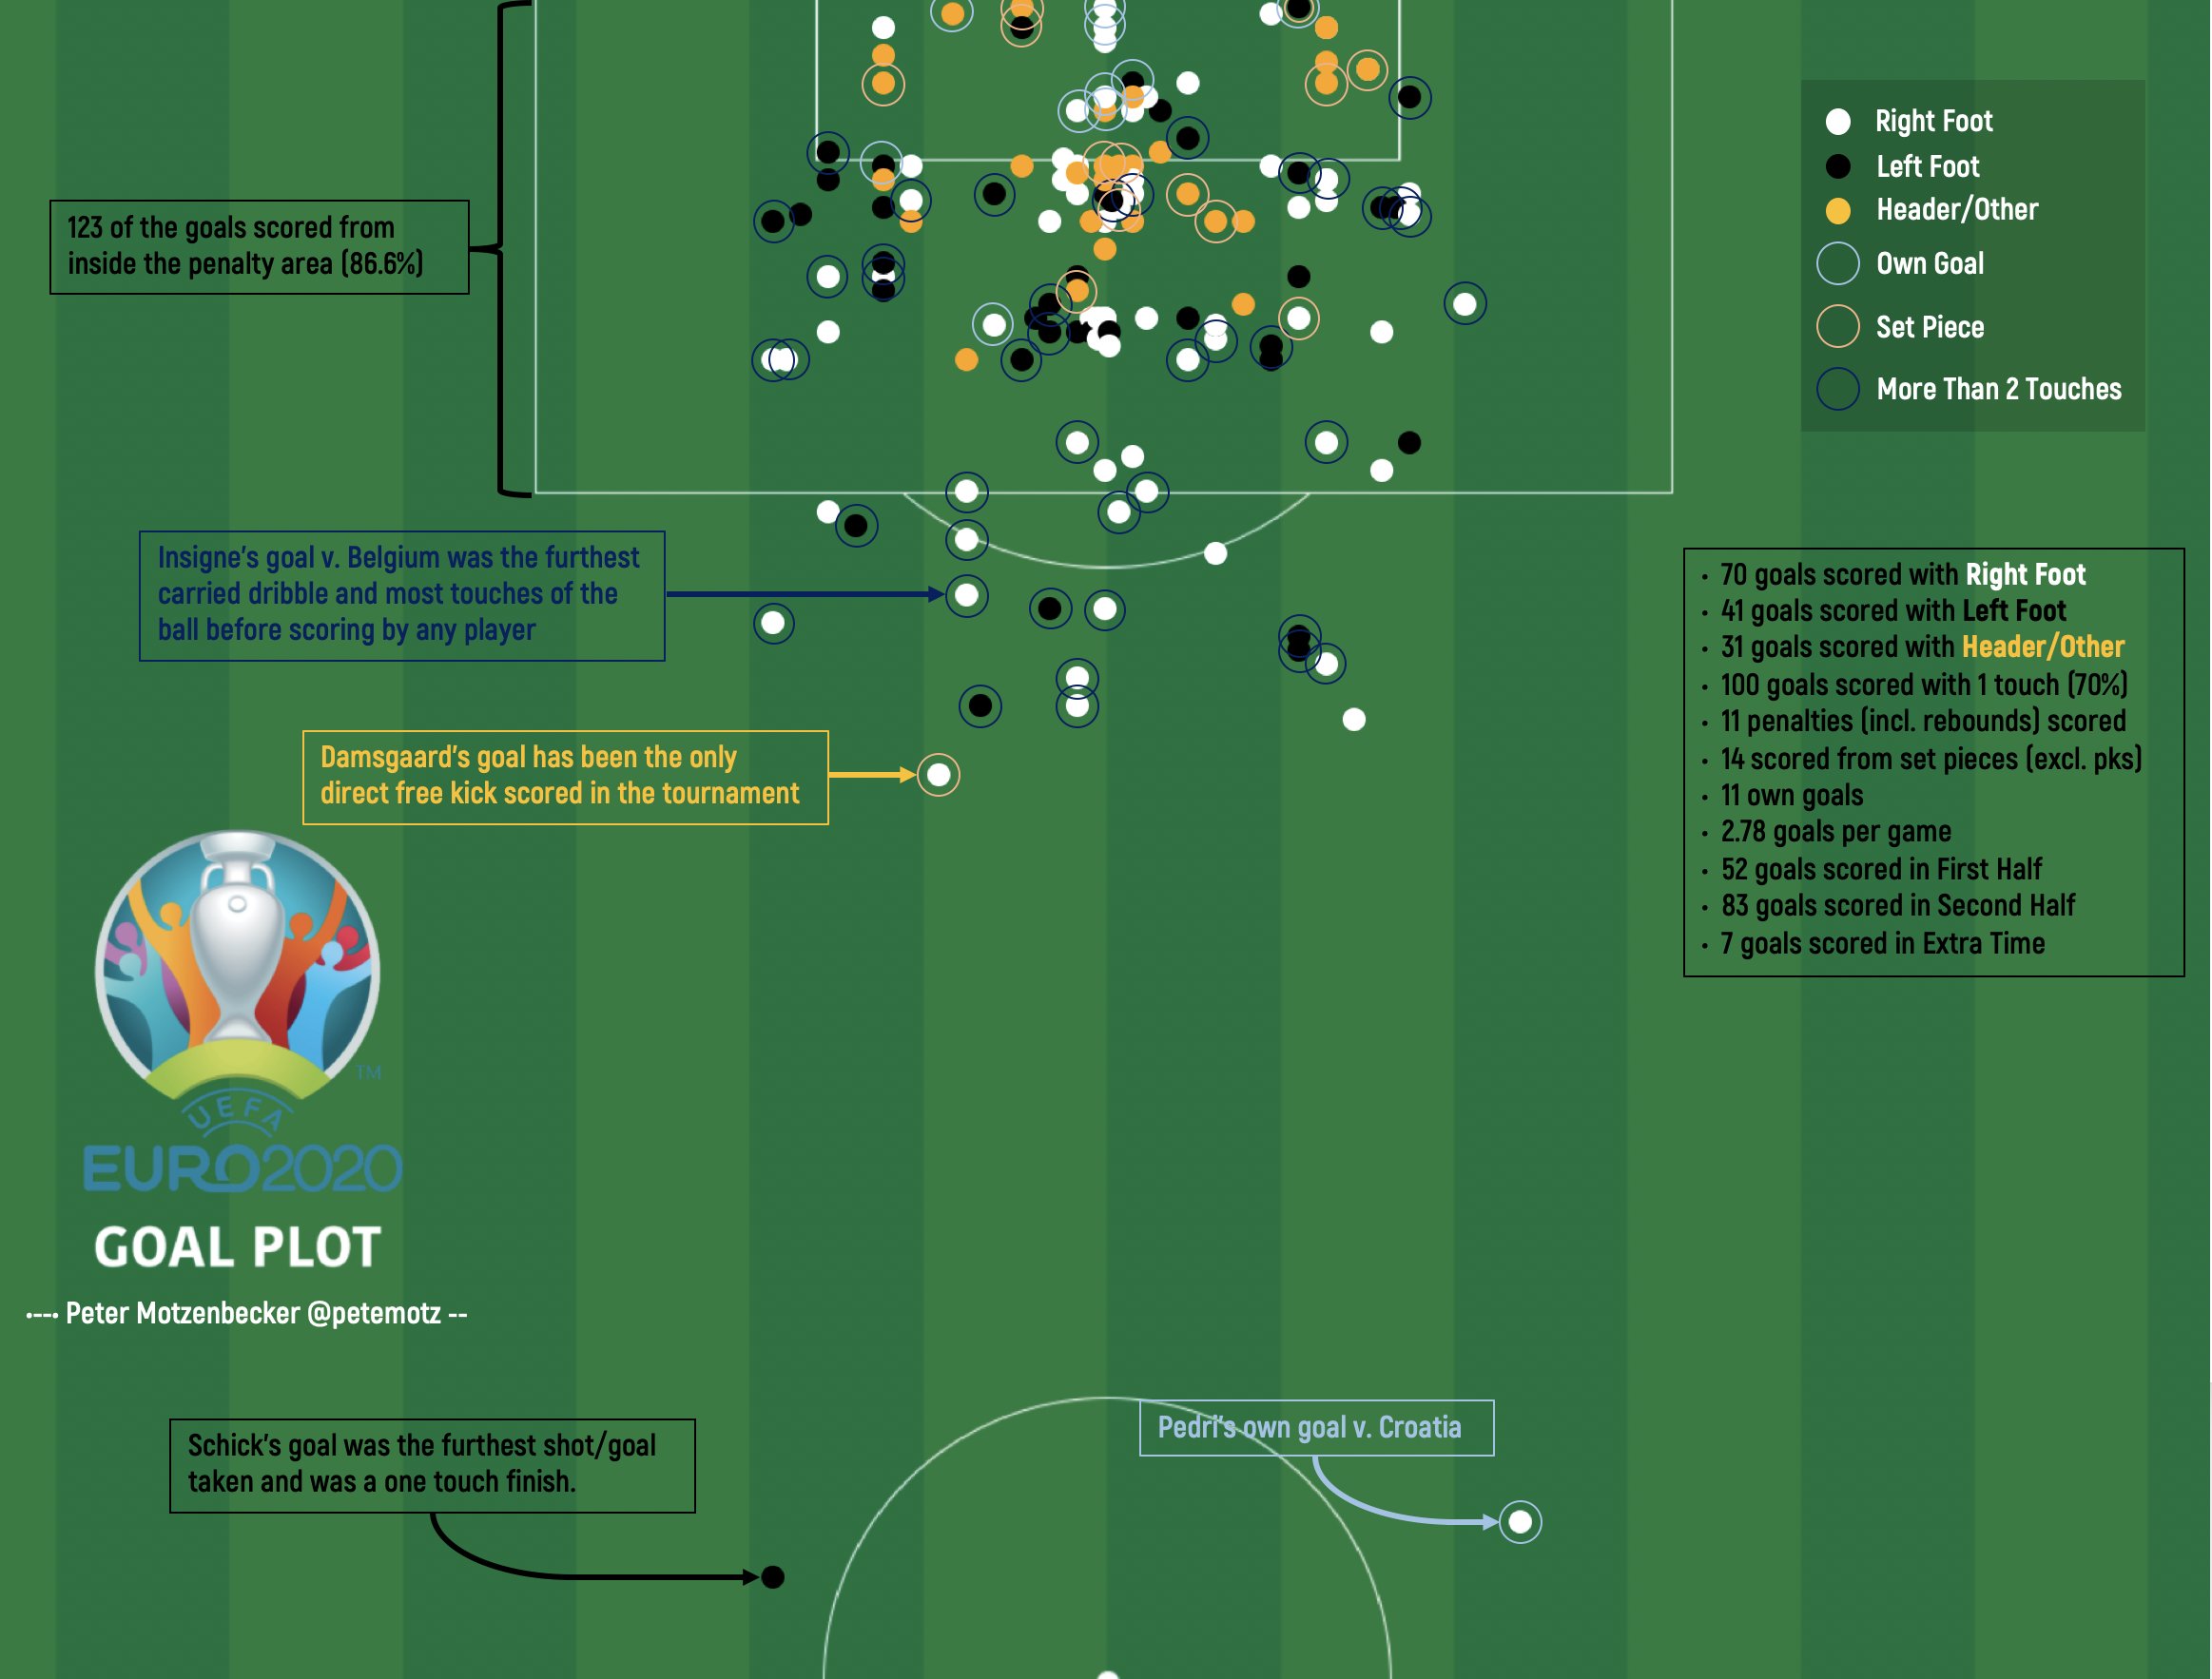 Right Foot
Left Foot
Header/Other
Own Goal
Set Piece
More Than 2 Touches
123 of the goals scored from
inside the penalty area (86.6%)
Insigne's goal v. Belgium was the furthest
carried dribble and most touches of the
ball before scoring by any player
• 70 goals scored with Right Foot
• 41 goals scored with Left Foot
• 31 goals scored with Header/Other
• 100 goals scored with 1 touch (70%)
• 11 penalties (incl. rebounds) scored
• 14 scored from set pieces (excl. pks)
• 11 own goals
• 2.78 goals per game
• 52 goals scored in First Half
• 83 goals scored in Second Half
• 7 goals scored in Extra Time
Damsgaard's goal has been the only
direct free kick scored in the tournament
TM
UEFA
EURO2020
GOAL PLOT
•--• Peter Motzenbecker @petemotz --
Pedri's own goal v. Croatia
Schick's goal was the furthest shot/goal
taken and was a one touch finish.